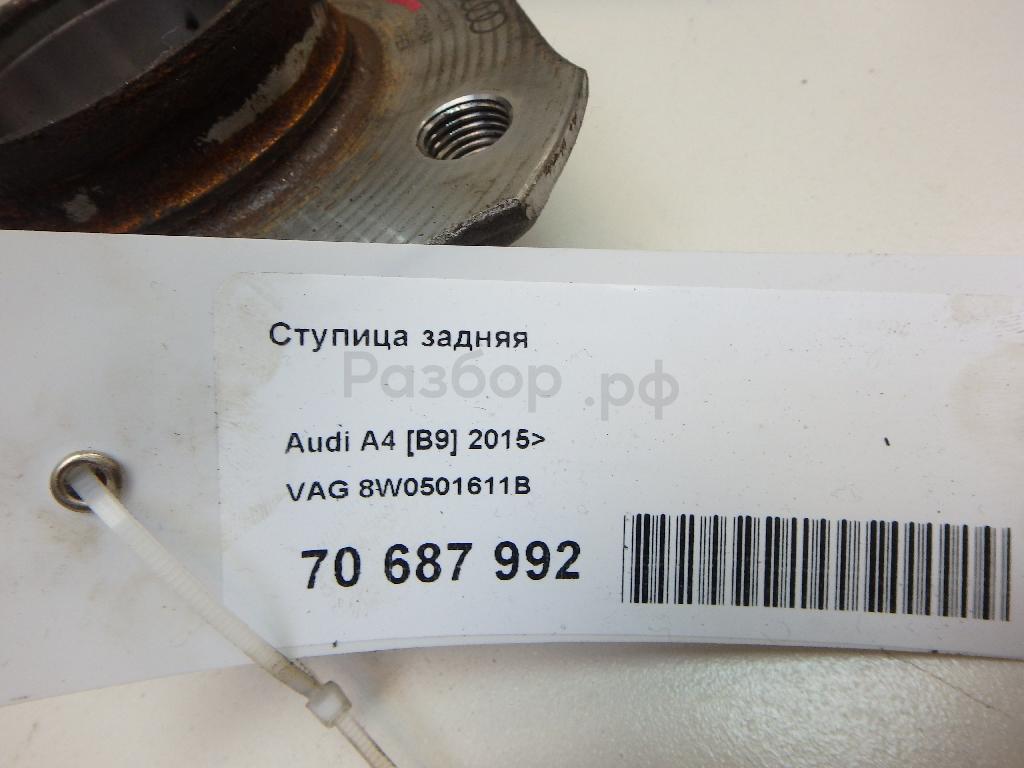 Ступица задняя
Разбор.рф
Audi A4 [B9] 2015>
VAG 8W0501611B
70 687 992